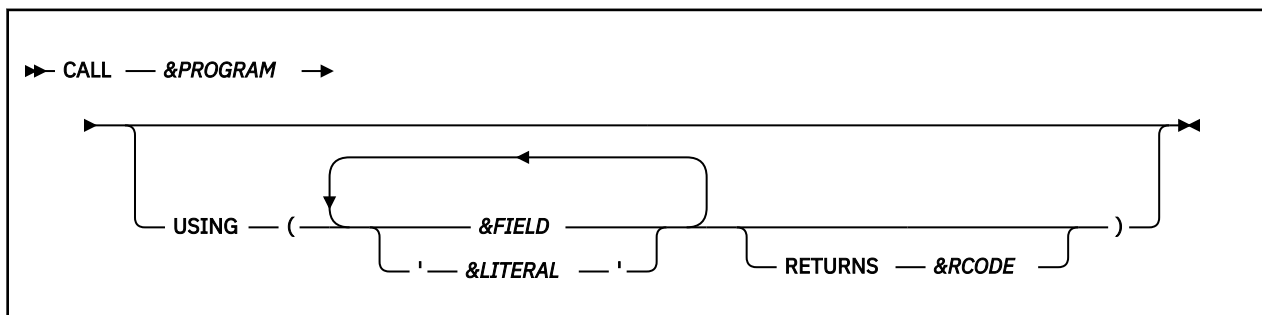 CALL &PROGRAM
USING ( &FIELD )
' &LITERAL ' RETURNS &RCODE